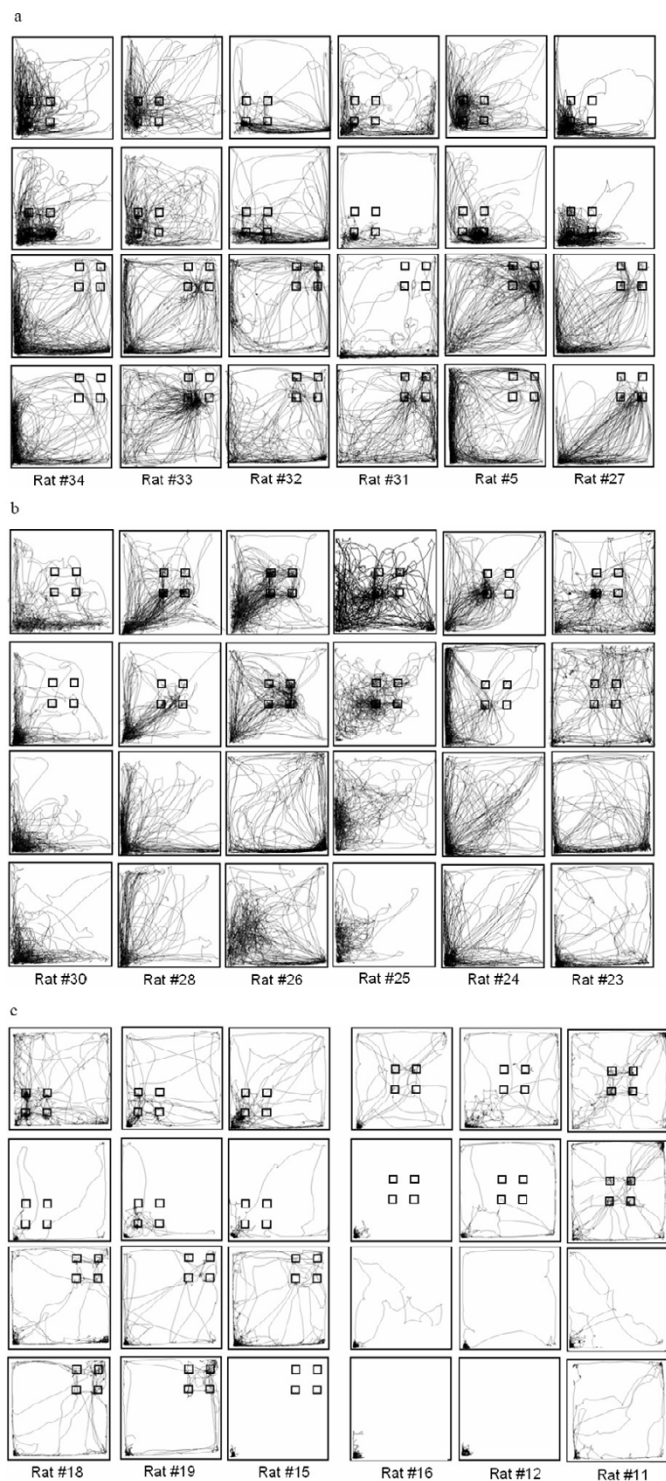 a
Rat #34 Rat #33 Rat #32 Rat #31 Rat #5 Rat #27
b
Rat #30 Rat #28 Rat #26 Rat #25 Rat #24 Rat #23
c
Rat #18 Rat #19 Rat #15 Rat #16 Rat #12 Rat #11